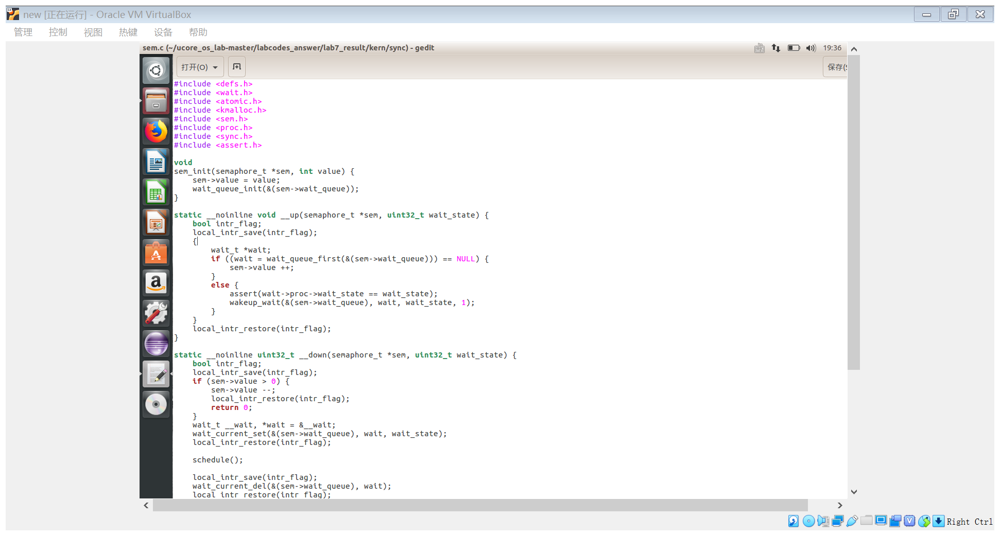 new [正在运行] - Oracle VM VirtualBox
管理 控制 视图 热键 设备 帮助
sem.c (~/ucore_os_lab-master/labcodes_answer/lab7_result/kern/sync) - gedit 19:36
打开(O) 保存(S
#include <defs.h>
#include <wait.h>
#include <atomic.h>
#include <kmalloc.h>
#include <sem.h>
#include <proc.h>
#include <sync.h>
#include <assert.h>
void
sem_init(semaphore_t *sem, int value) {
    sem->value = value;
    wait_queue_init(&(sem->wait_queue));
}
static __noinline void __up(semaphore_t *sem, uint32_t wait_state) {
    bool intr_flag;
    local_intr_save(intr_flag);
    {
        wait_t *wait;
        if ((wait = wait_queue_first(&(sem->wait_queue))) == NULL) {
            sem->value ++;
        }
        else {
            assert(wait->proc->wait_state == wait_state);
            wakeup_wait(&(sem->wait_queue), wait, wait_state, 1);
        }
    }
    local_intr_restore(intr_flag);
}
static __noinline uint32_t __down(semaphore_t *sem, uint32_t wait_state) {
    bool intr_flag;
    local_intr_save(intr_flag);
    if (sem->value > 0) {
        sem->value --;
        local_intr_restore(intr_flag);
        return 0;
    }
    wait_t __wait, *wait = &__wait;
    wait_current_set(&(sem->wait_queue), wait, wait_state);
    local_intr_restore(intr_flag);
    schedule();
    local_intr_save(intr_flag);
    wait_current_del(&(sem->wait_queue), wait);
    local_intr_restore(intr_flag);
Right Ctrl